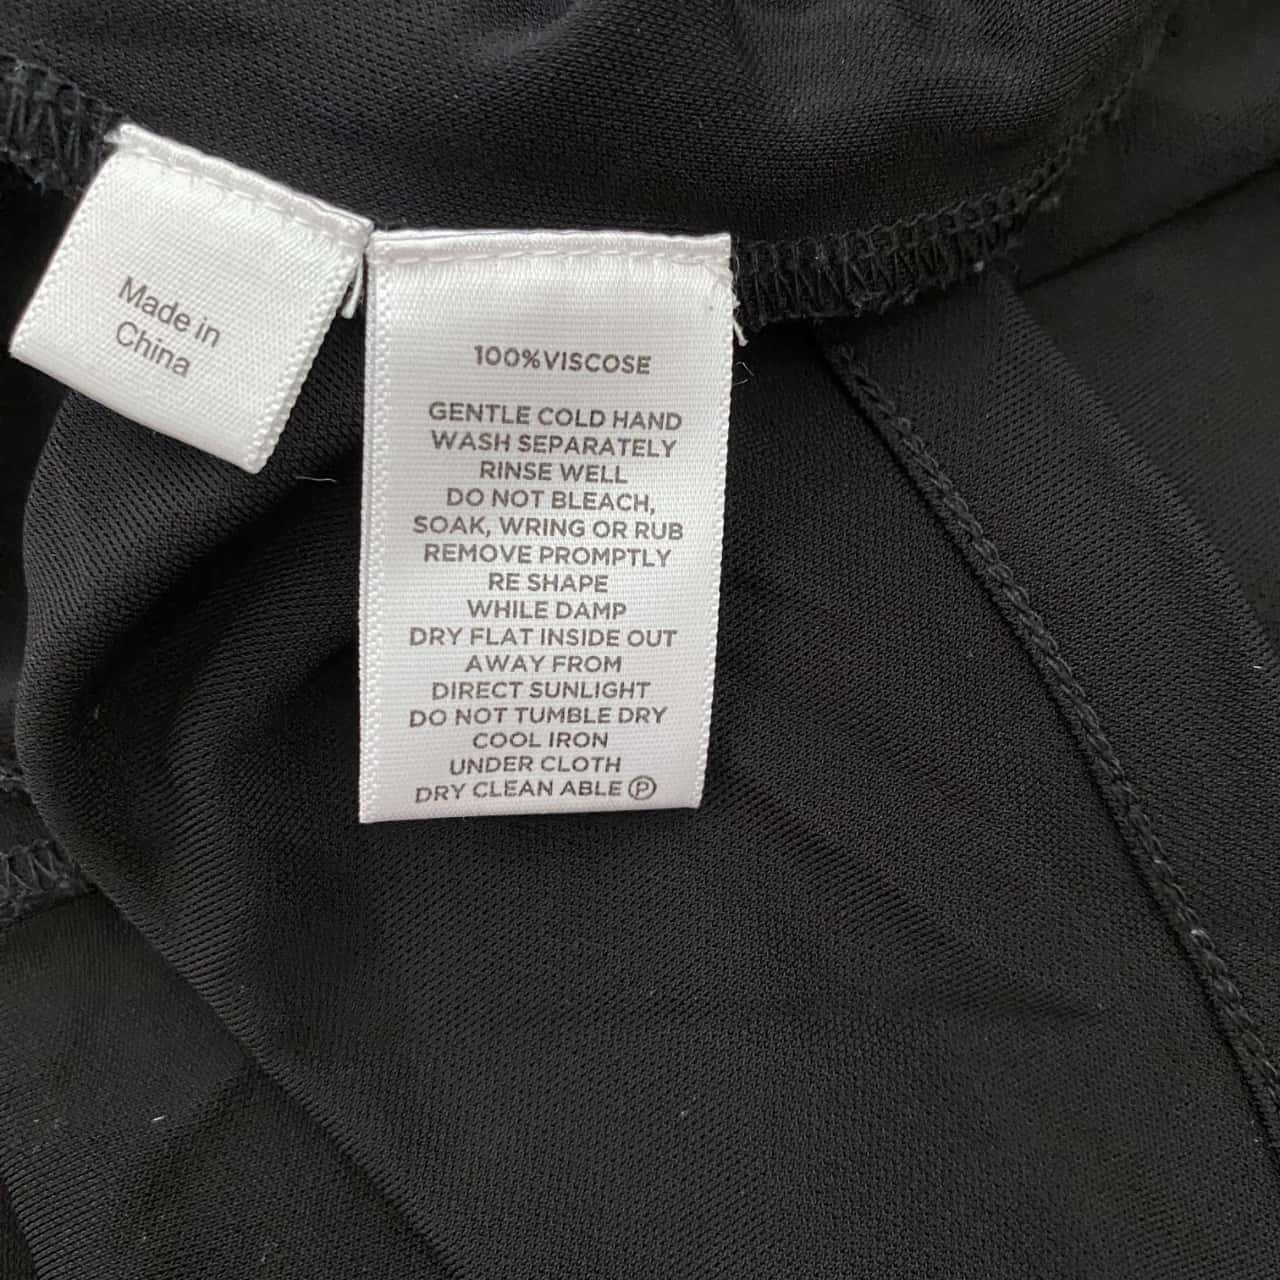 Made in
China
100%VISCOSE
GENTLE COLD HAND
WASH SEPARATELY
RINSE WELL
DO NOT BLEACH,
SOAK, WRING OR RUB
REMOVE PROMPTLY
RE SHAPE
WHILE DAMP
DRY FLAT INSIDE OUT
AWAY FROM
DIRECT SUNLIGHT
DO NOT TUMBLE DRY
COOL IRON
UNDER CLOTH
DRY CLEAN ABLE Ⓟ